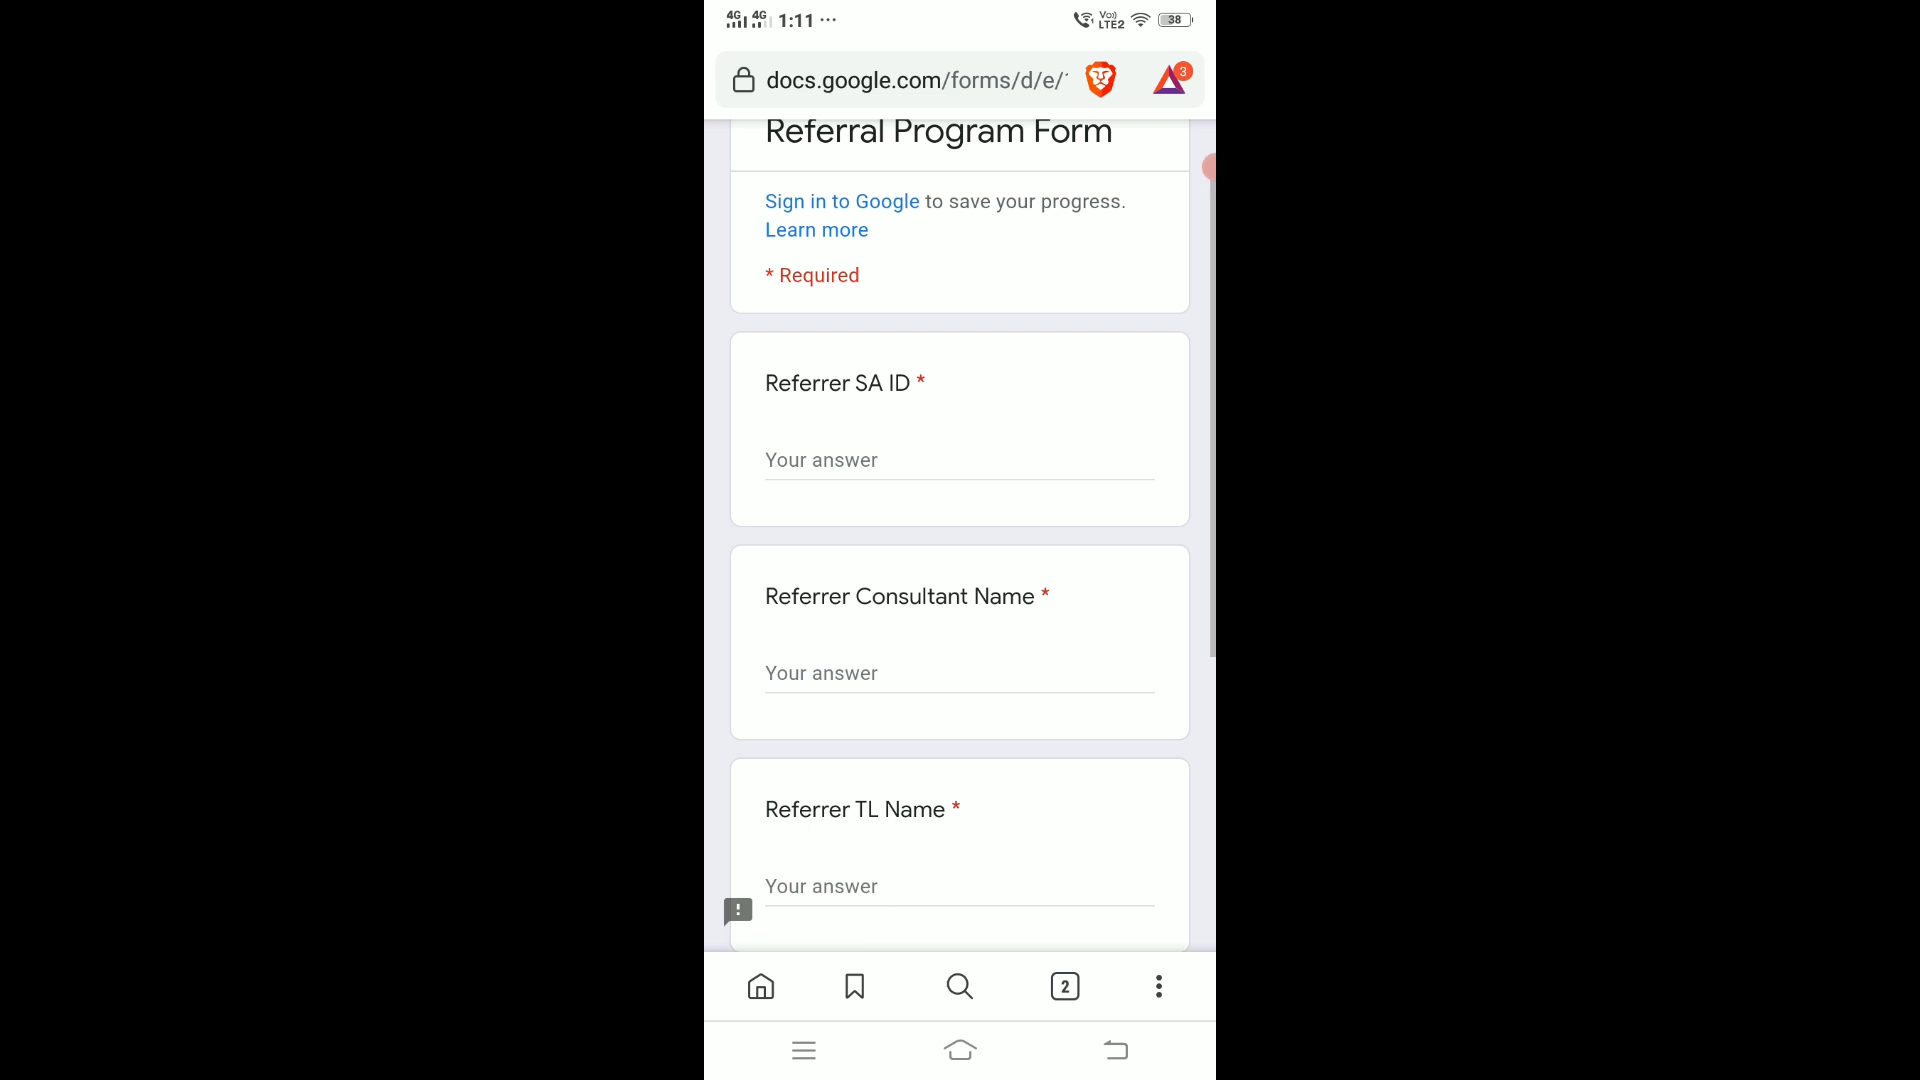 4G 4G 1:11 ...
Vo)) LTE2 38
docs.google.com/forms/d/e/
3
Referral Program Form
Sign in to Google to save your progress.
Learn more
* Required
Referrer SA ID *
Your answer
Referrer Consultant Name *
Your answer
Referrer TL Name *
Your answer
!
2